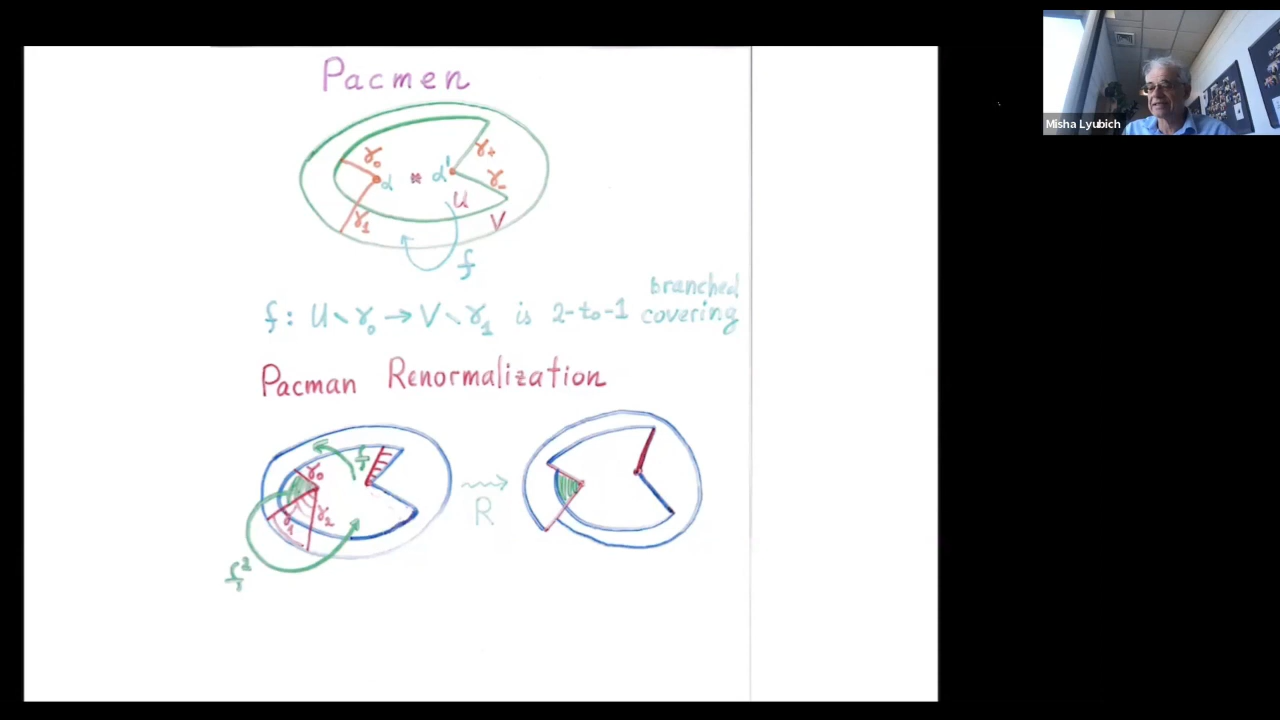 Pacmen
γ₀ α * α' γ₊
γ₋
U
γ₁ V
f
f: U∖γ₀ → V∖γ₁ is 2-to-1 branched covering
Pacman Renormalization
f
γ₀
γ₁ γ₂
R
f²
Misha Lyubich